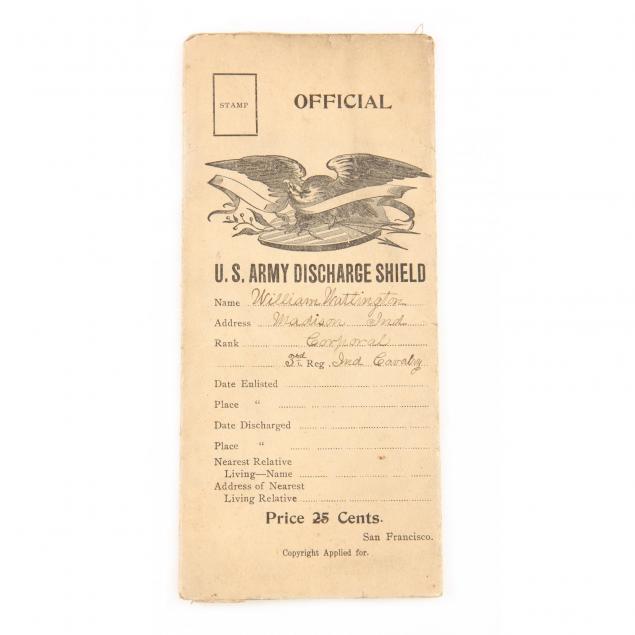 STAMP
OFFICIAL
U. S. ARMY DISCHARGE SHIELD
Name William Wattington
Address Madison Ind
Rank Corporal
3rd Reg. Ind Cavalry
Date Enlisted
Place "
Date Discharged
Place "
Nearest Relative
Living—Name
Address of Nearest
Living Relative
Price 25 Cents.
San Francisco.
Copyright Applied for.